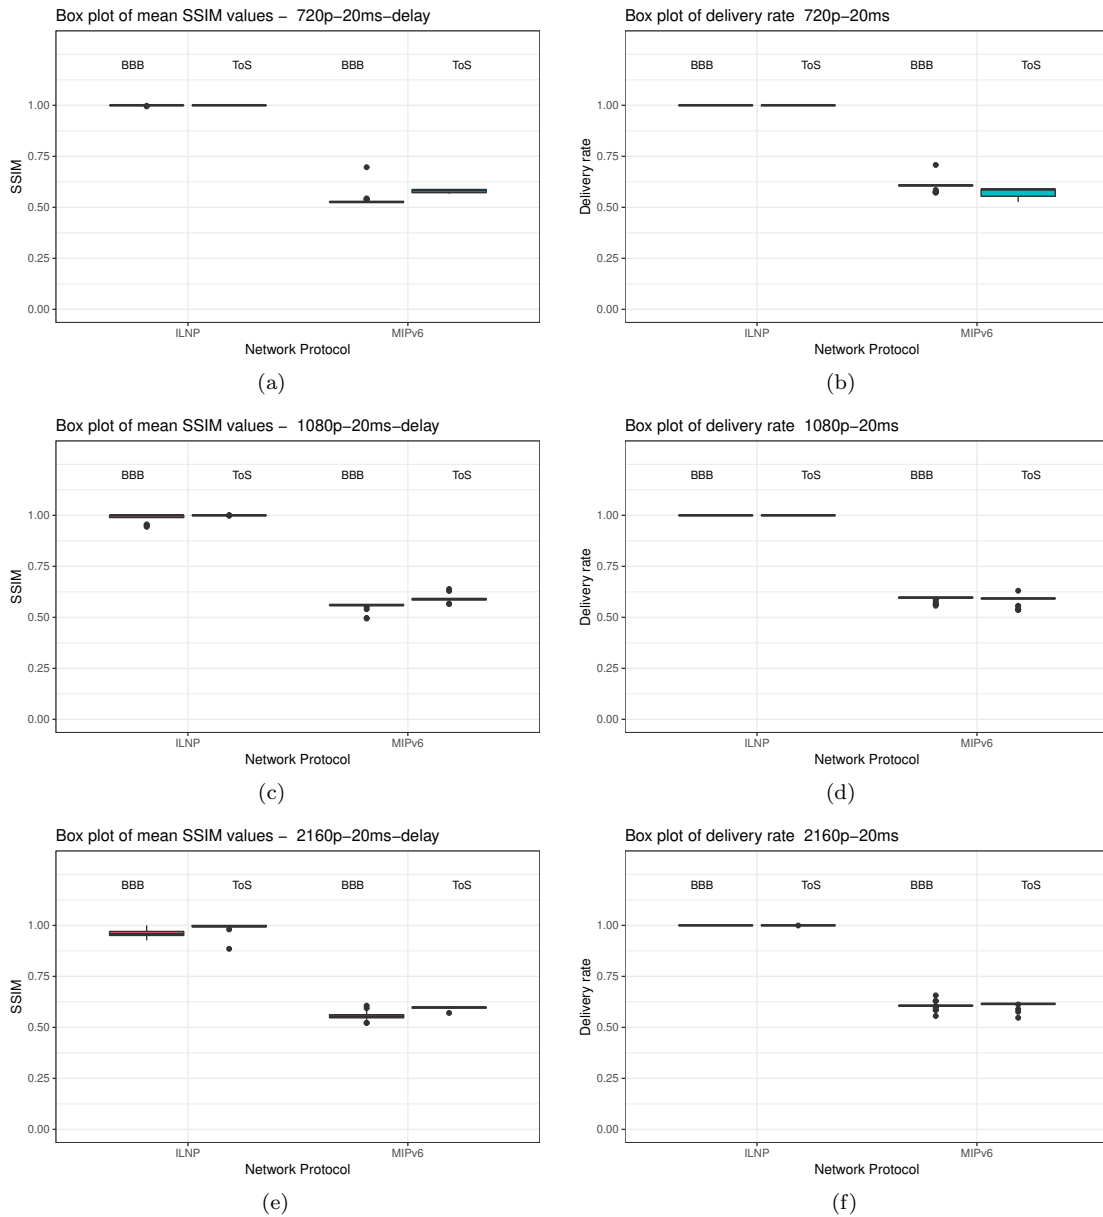 Box plot of mean SSIM values −  720p−20ms−delay
BBB ToS BBB ToS
1.00
0.75
0.50
0.25
0.00
SSIM
ILNP MIPv6
Network Protocol
(a)
Box plot of delivery rate  720p−20ms
BBB ToS BBB ToS
1.00
0.75
0.50
0.25
0.00
Delivery rate
ILNP MIPv6
Network Protocol
(b)
Box plot of mean SSIM values −  1080p−20ms−delay
BBB ToS BBB ToS
1.00
0.75
0.50
0.25
0.00
SSIM
ILNP MIPv6
Network Protocol
(c)
Box plot of delivery rate  1080p−20ms
BBB ToS BBB ToS
1.00
0.75
0.50
0.25
0.00
Delivery rate
ILNP MIPv6
Network Protocol
(d)
Box plot of mean SSIM values −  2160p−20ms−delay
BBB ToS BBB ToS
1.00
0.75
0.50
0.25
0.00
SSIM
ILNP MIPv6
Network Protocol
(e)
Box plot of delivery rate  2160p−20ms
BBB ToS BBB ToS
1.00
0.75
0.50
0.25
0.00
Delivery rate
ILNP MIPv6
Network Protocol
(f)